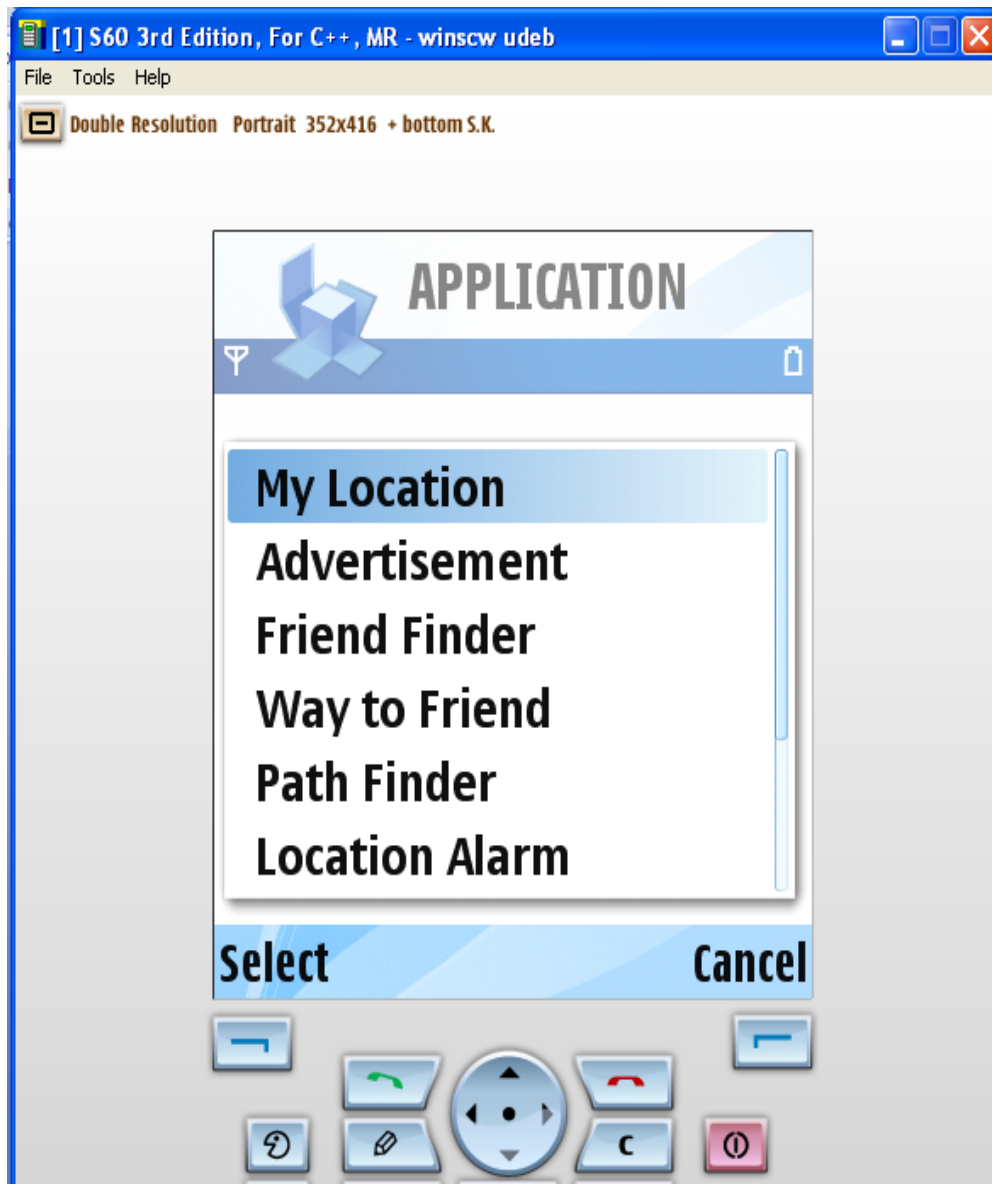 [1] S60 3rd Edition, For C++, MR - winscw udeb
File Tools Help
Double Resolution Portrait 352x416 + bottom S.K.
APPLICATION
My Location
Advertisement
Friend Finder
Way to Friend
Path Finder
Location Alarm
Select Cancel
C